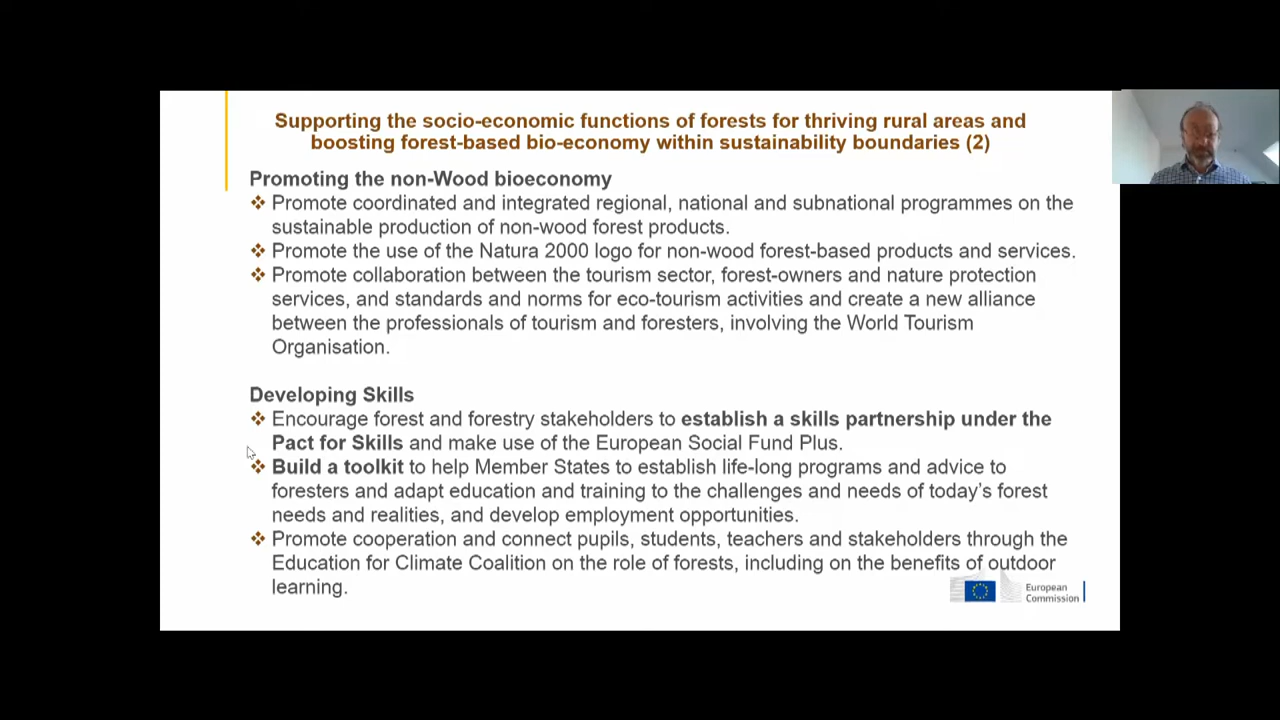 Supporting the socio-economic functions of forests for thriving rural areas and
boosting forest-based bio-economy within sustainability boundaries (2)
Promoting the non-Wood bioeconomy
❖ Promote coordinated and integrated regional, national and subnational programmes on the
sustainable production of non-wood forest products.
❖ Promote the use of the Natura 2000 logo for non-wood forest-based products and services.
❖ Promote collaboration between the tourism sector, forest-owners and nature protection
services, and standards and norms for eco-tourism activities and create a new alliance
between the professionals of tourism and foresters, involving the World Tourism
Organisation.
Developing Skills
❖ Encourage forest and forestry stakeholders to establish a skills partnership under the
Pact for Skills and make use of the European Social Fund Plus.
❖ Build a toolkit to help Member States to establish life-long programs and advice to
foresters and adapt education and training to the challenges and needs of today's forest
needs and realities, and develop employment opportunities.
❖ Promote cooperation and connect pupils, students, teachers and stakeholders through the
Education for Climate Coalition on the role of forests, including on the benefits of outdoor
learning.
European
Commission